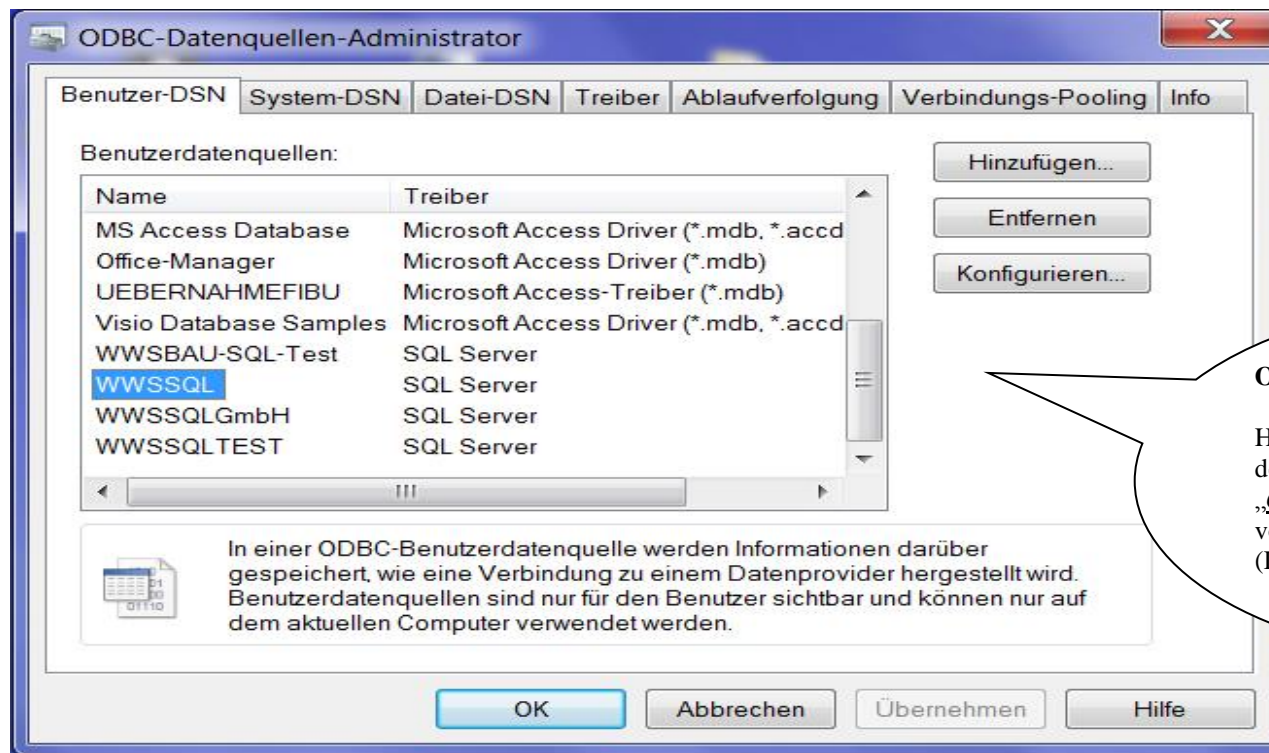 ODBC-Datenquellen-Administrator
Benutzer-DSN System-DSN Datei-DSN Treiber Ablaufverfolgung Verbindungs-Pooling Info
Benutzerdatenquellen:
Name Treiber
MS Access Database Microsoft Access Driver (*.mdb, *.accd
Office-Manager Microsoft Access Driver (*.mdb)
UEBERNAHMEFIBU Microsoft Access-Treiber (*.mdb)
Visio Database Samples Microsoft Access Driver (*.mdb, *.accd
WWSBAU-SQL-Test SQL Server
WWSSQL SQL Server
WWSSQLGmbH SQL Server
WWSSQLTEST SQL Server
Hinzufügen...
Entfernen
Konfigurieren...
In einer ODBC-Benutzerdatenquelle werden Informationen darüber
gespeichert, wie eine Verbindung zu einem Datenprovider hergestellt wird.
Benutzerdatenquellen sind nur für den Benutzer sichtbar und können nur auf
dem aktuellen Computer verwendet werden.
OK Abbrechen Übernehmen Hilfe